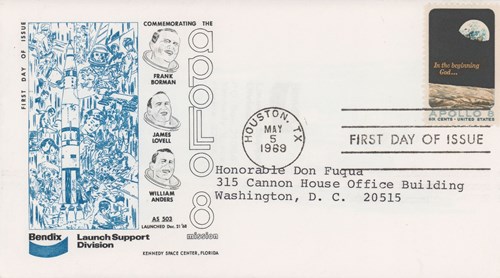 FIRST DAY OF ISSUE
COMMEMORATING THE
apollo 8
mission
FRANK
BORMAN
JAMES
LOVELL
WILLIAM
ANDERS
AS 503
LAUNCHED DEC. 21 '68
Bendix
Launch Support
Division
KENNEDY SPACE CENTER, FLORIDA
In the beginning
God...
APOLLO 8
SIX CENTS • UNITED STATES
HOUSTON, TX
MAY
5
1969
FIRST DAY OF ISSUE
Honorable Don Fuqua
315 Cannon House Office Building
Washington, D. C. 20515